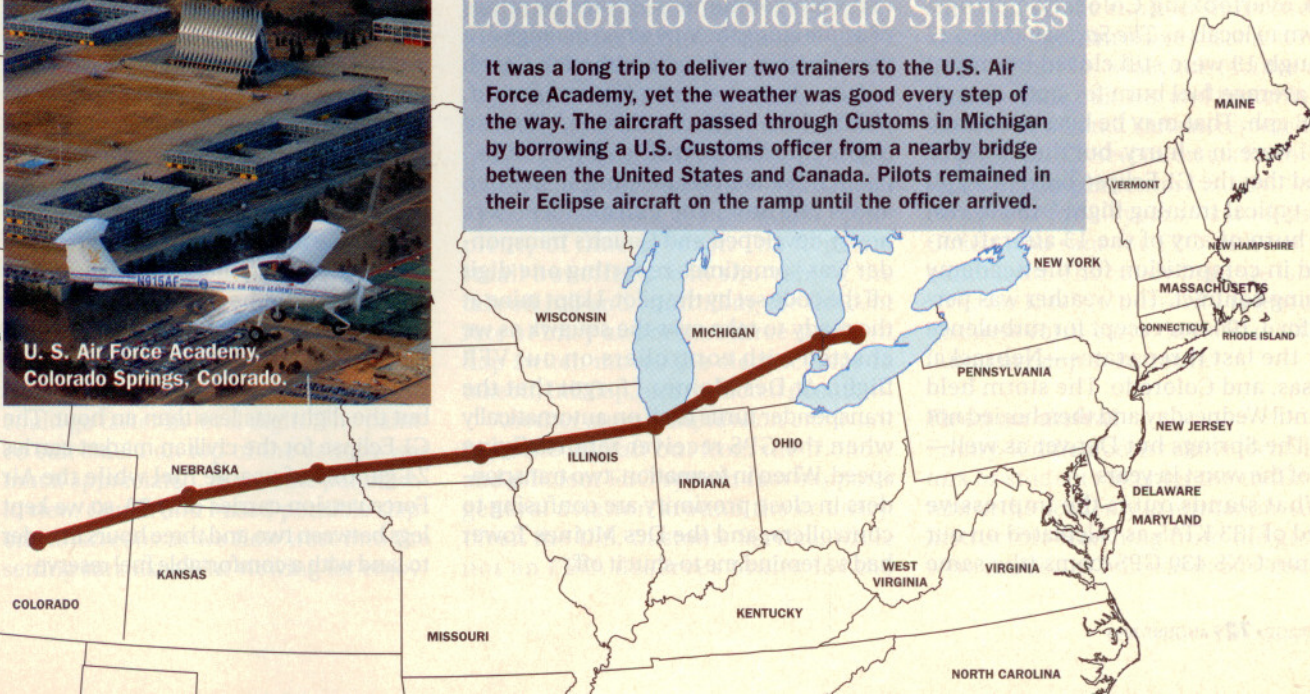 London to Colorado Springs
It was a long trip to deliver two trainers to the U.S. Air
Force Academy, yet the weather was good every step of
the way. The aircraft passed through Customs in Michigan
by borrowing a U.S. Customs officer from a nearby bridge
between the United States and Canada. Pilots remained in
their Eclipse aircraft on the ramp until the officer arrived.
N915AF
U.S. AIR FORCE ACADEMY
U. S. Air Force Academy,
Colorado Springs, Colorado.
MAINE
VERMONT
NEW HAMPSHIRE
NEW YORK
MASSACHUSETTS
WISCONSIN
MICHIGAN
CONNECTICUT
RHODE ISLAND
PENNSYLVANIA
NEW JERSEY
OHIO
NEBRASKA
ILLINOIS
INDIANA
DELAWARE
MARYLAND
WEST
VIRGINIA
VIRGINIA
KANSAS
COLORADO
KENTUCKY
MISSOURI
NORTH CAROLINA